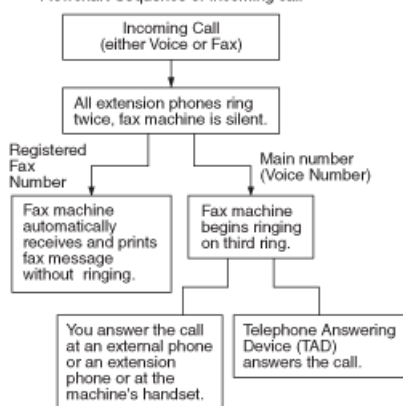 Flowchart Sequence of incoming call
Incoming Call
(either Voice or Fax)
All extension phones ring
twice, fax machine is silent.
Registered
Fax
Number
Main number
(Voice Number)
Fax machine
automatically
receives and prints
fax message
without ringing.
Fax machine
begins ringing
on third ring.
You answer the call
at an external phone
or an extension
phone or at the
machine's handset.
Telephone Answering
Device (TAD)
answers the call.